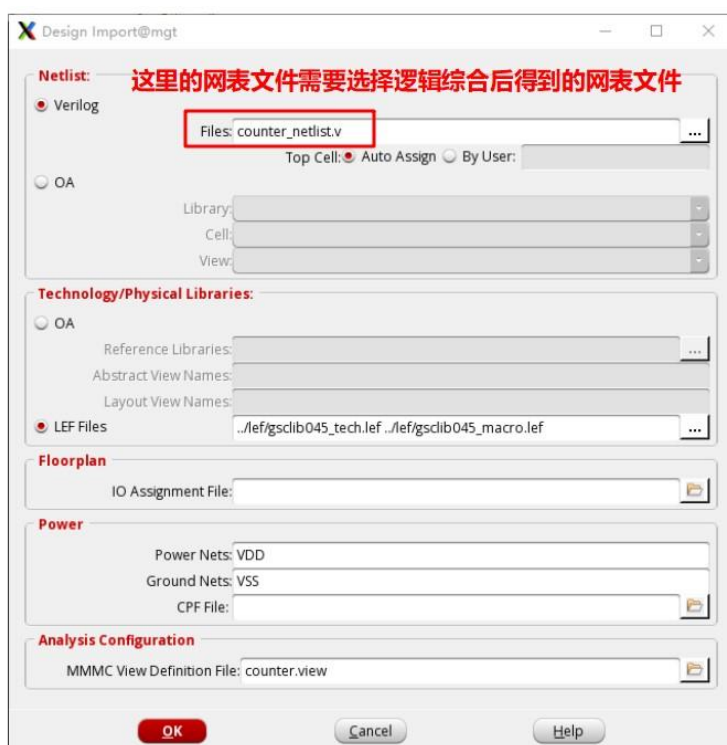 Design Import@mgt
Netlist:
这里的网表文件需要选择逻辑综合后得到的网表文件
Verilog
Files: counter_netlist.v ...
Top Cell: Auto Assign By User:
OA
Library:
Cell:
View:
Technology/Physical Libraries:
OA
Reference Libraries: ...
Abstract View Names:
Layout View Names:
LEF Files ../lef/gsclib045_tech.lef ../lef/gsclib045_macro.lef ...
Floorplan
IO Assignment File:
Power
Power Nets: VDD
Ground Nets: VSS
CPF File:
Analysis Configuration
MMMC View Definition File: counter.view
OK Cancel Help